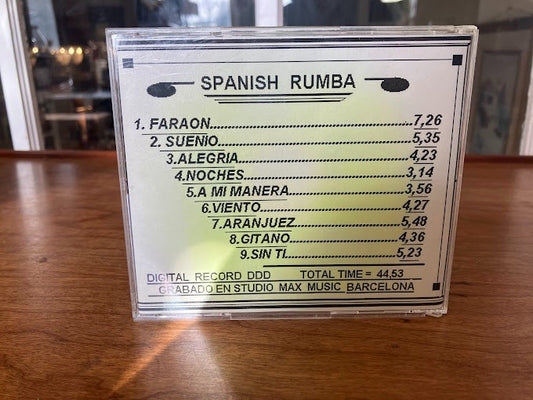 SPANISH RUMBA
1. FARAON..............................................7,26
2. SUEÑO............................................5,35
3.ALEGRIA........................................4,23
4.NOCHES.......................................3,14
5.A MI MANERA...........................3,56
6.VIENTO......................................4,27
7.ARANJUEZ..............................5,48
8.GITANO..................................4,36
9.SIN TI......................................5,23
DIGITAL RECORD DDD TOTAL TIME = 44,53
GRABADO EN STUDIO MAX MUSIC BARCELONA